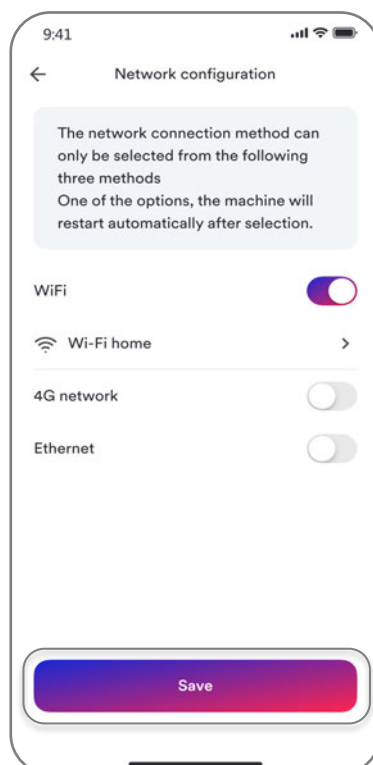 9:41
Network configuration
The network connection method can
only be selected from the following
three methods
One of the options, the machine will
restart automatically after selection.
WiFi
Wi-Fi home
4G network
Ethernet
Save